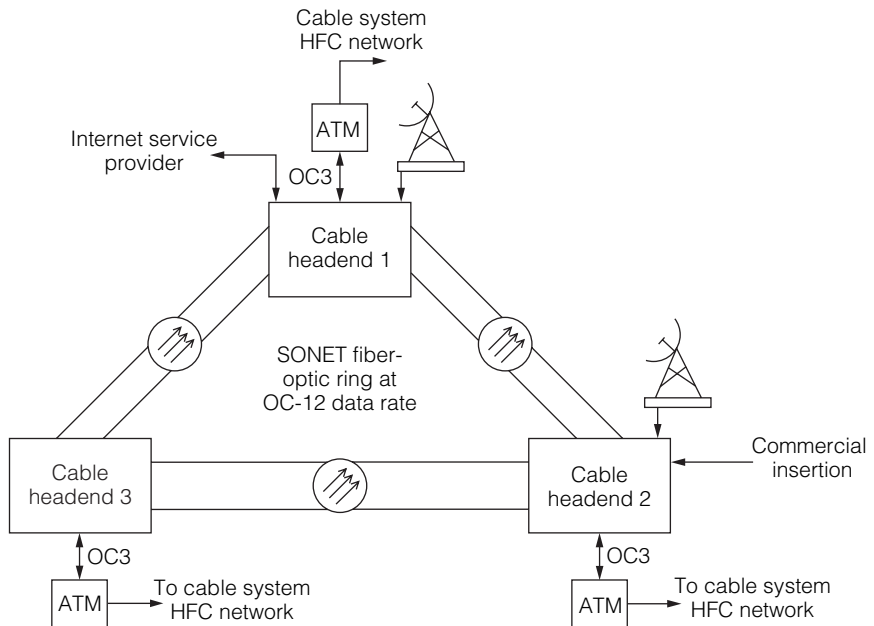 Cable system
HFC network
ATM
Internet service
provider
OC3
Cable
headend 1
SONET fiber-
optic ring at
OC-12 data rate
Cable
headend 3
Cable
headend 2
Commercial
insertion
OC3
ATM
To cable system
HFC network
OC3
ATM
To cable system
HFC network